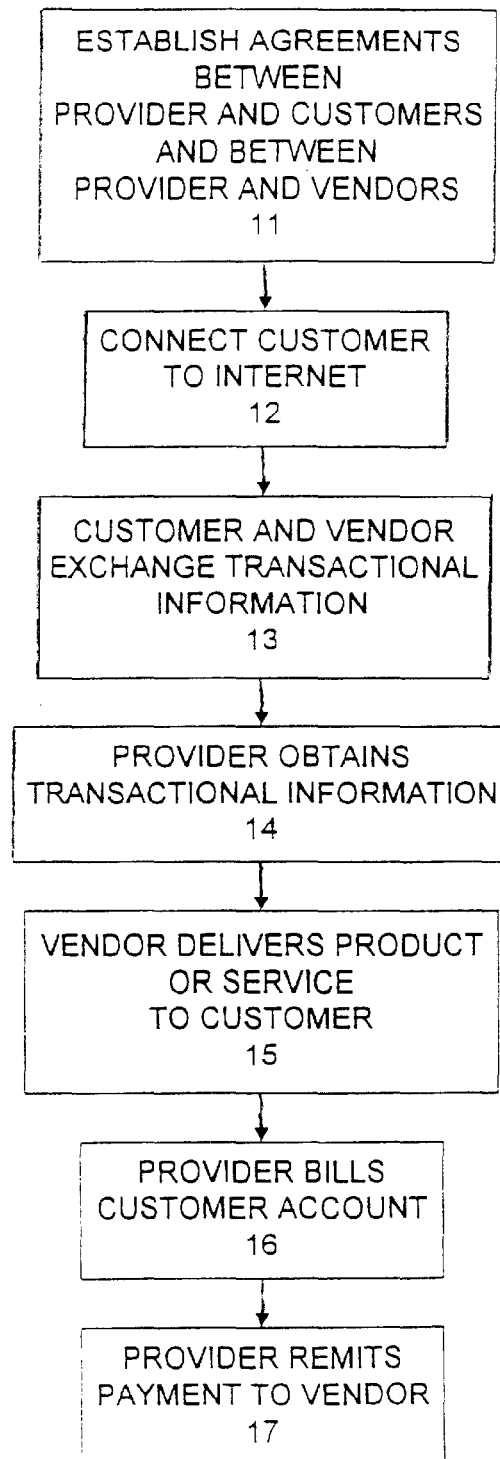 ESTABLISH AGREEMENTS
BETWEEN
PROVIDER AND CUSTOMERS
AND BETWEEN
PROVIDER AND VENDORS
11
CONNECT CUSTOMER
TO INTERNET
12
CUSTOMER AND VENDOR
EXCHANGE TRANSACTIONAL
INFORMATION
13
PROVIDER OBTAINS
TRANSACTIONAL INFORMATION
14
VENDOR DELIVERS PRODUCT
OR SERVICE
TO CUSTOMER
15
PROVIDER BILLS
CUSTOMER ACCOUNT
16
PROVIDER REMITS
PAYMENT TO VENDOR
17